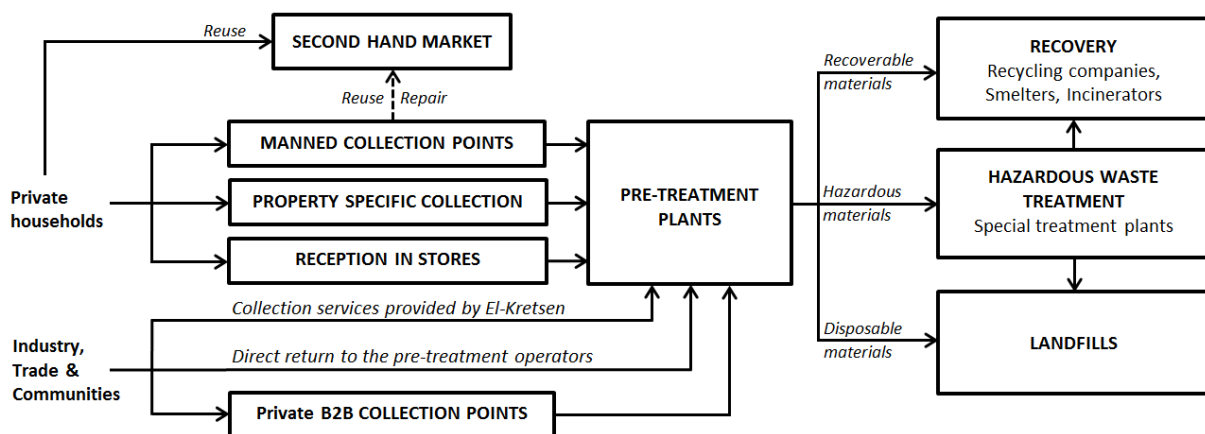 Reuse
SECOND HAND MARKET
Reuse Repair
MANNED COLLECTION POINTS
Private
households
PROPERTY SPECIFIC COLLECTION
RECEPTION IN STORES
PRE-TREATMENT
PLANTS
Collection services provided by El-Kretsen
Industry,
Trade &
Communities
Direct return to the pre-treatment operators
Private B2B COLLECTION POINTS
Recoverable
materials
RECOVERY
Recycling companies,
Smelters, Incinerators
Hazardous
materials
HAZARDOUS WASTE
TREATMENT
Special treatment plants
Disposable
materials
LANDFILLS